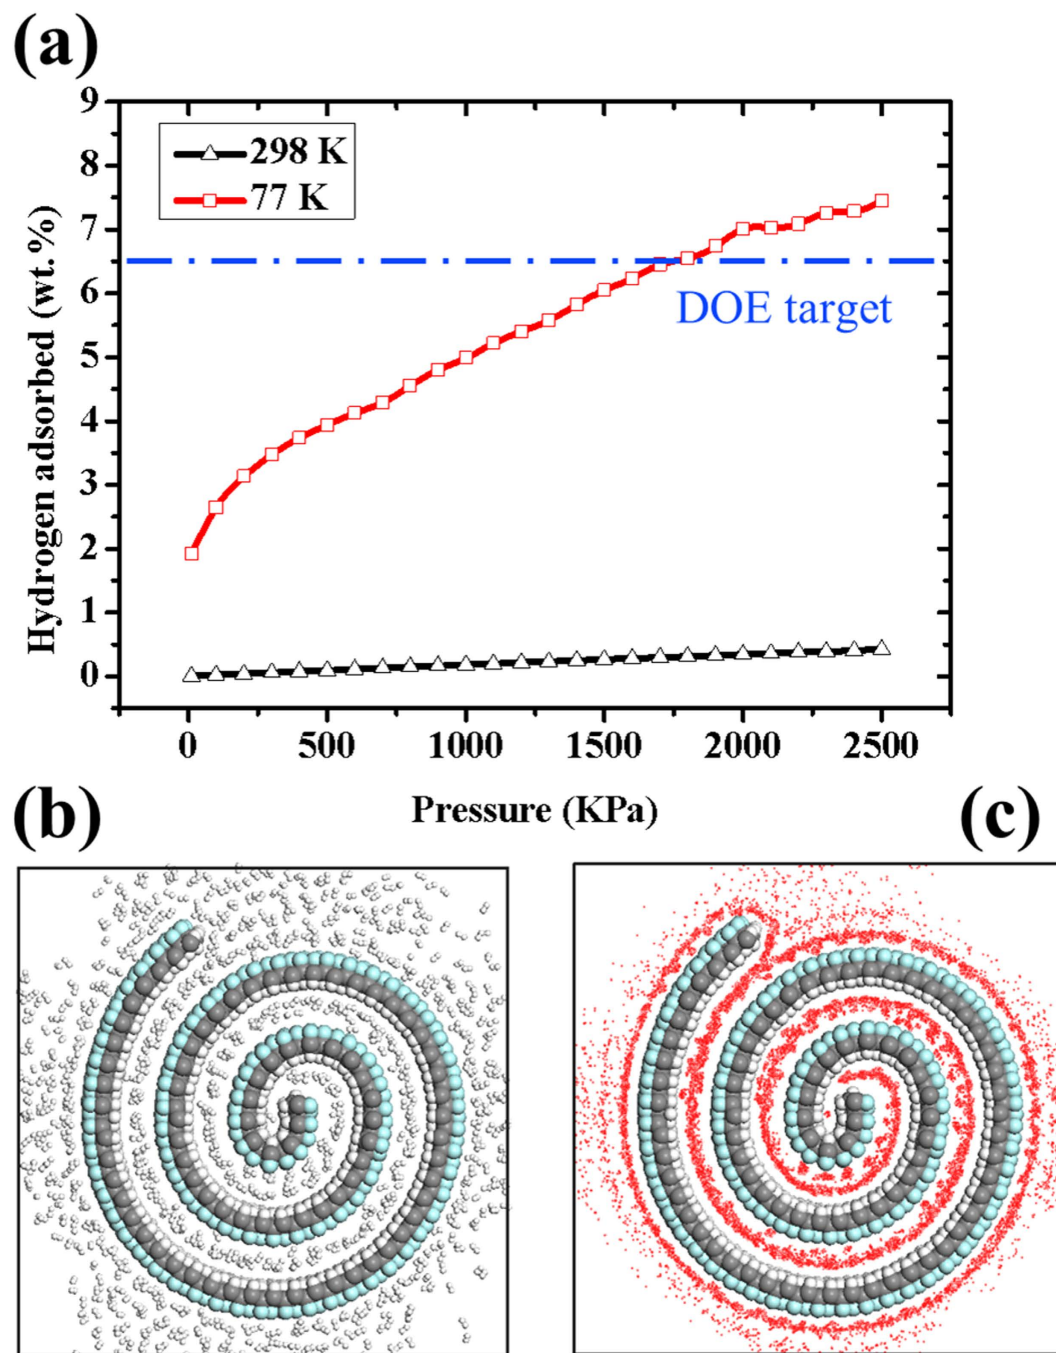 (a)
9
8
7
6
5
4
3
2
1
0
Hydrogen adsorbed (wt.%)
298 K
77 K
DOE target
0 500 1000 1500 2000 2500
Pressure (KPa)
(b)
(c)